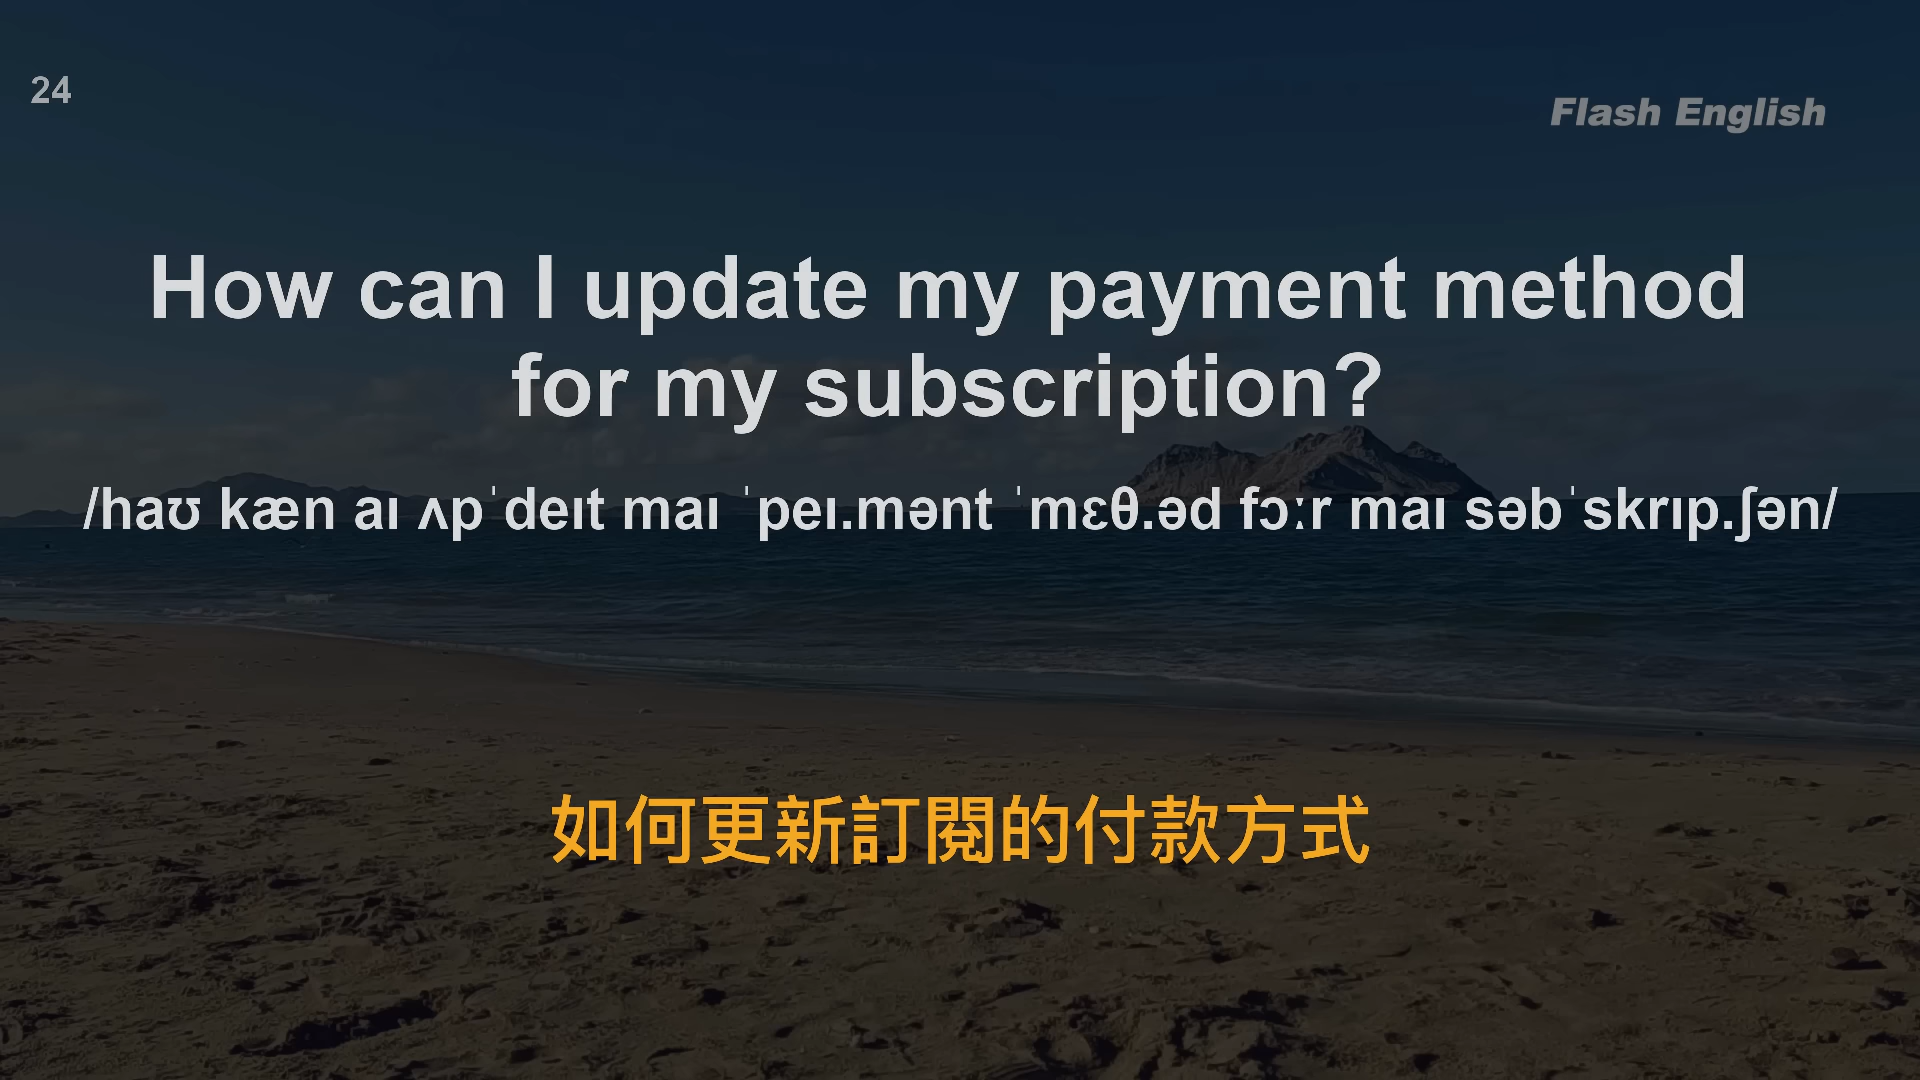 24
Flash English
How can I update my payment method
for my subscription?
/haʊ kæn aɪ ʌpˈdeɪt maɪ ˈpeɪ.mənt ˈmɛθ.əd fɔːr maɪ səbˈskrɪp.ʃən/
如何更新訂閱的付款方式